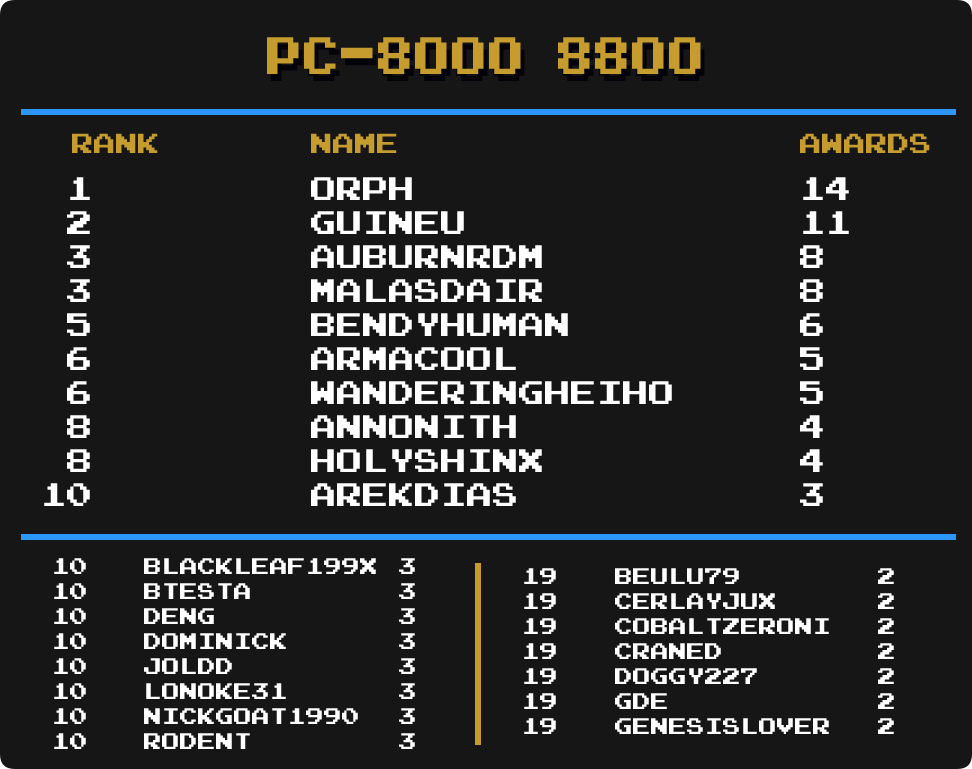 PC-8000 8800
RANK NAME AWARDS
1 ORPH 14
2 GUINEU 11
3 AUBURNRDM 8
3 MALASDAIR 8
5 BENDYHUMAN 6
6 ARMACOOL 5
6 WANDERINGHEIHO 5
8 ANNONITH 4
8 HOLYSHINX 4
10 AREKDIAS 3
10 BLACKLEAF199X 3
10 BTESTA 3
10 DENG 3
10 DOMINICK 3
10 JOLDD 3
10 LONOKE31 3
10 NICKGOAT1990 3
10 RODENT 3
19 BEULU79 2
19 CERLAYJUX 2
19 COBALTZERONI 2
19 CRANED 2
19 DOGGY227 2
19 GDE 2
19 GENESISLOVER 2